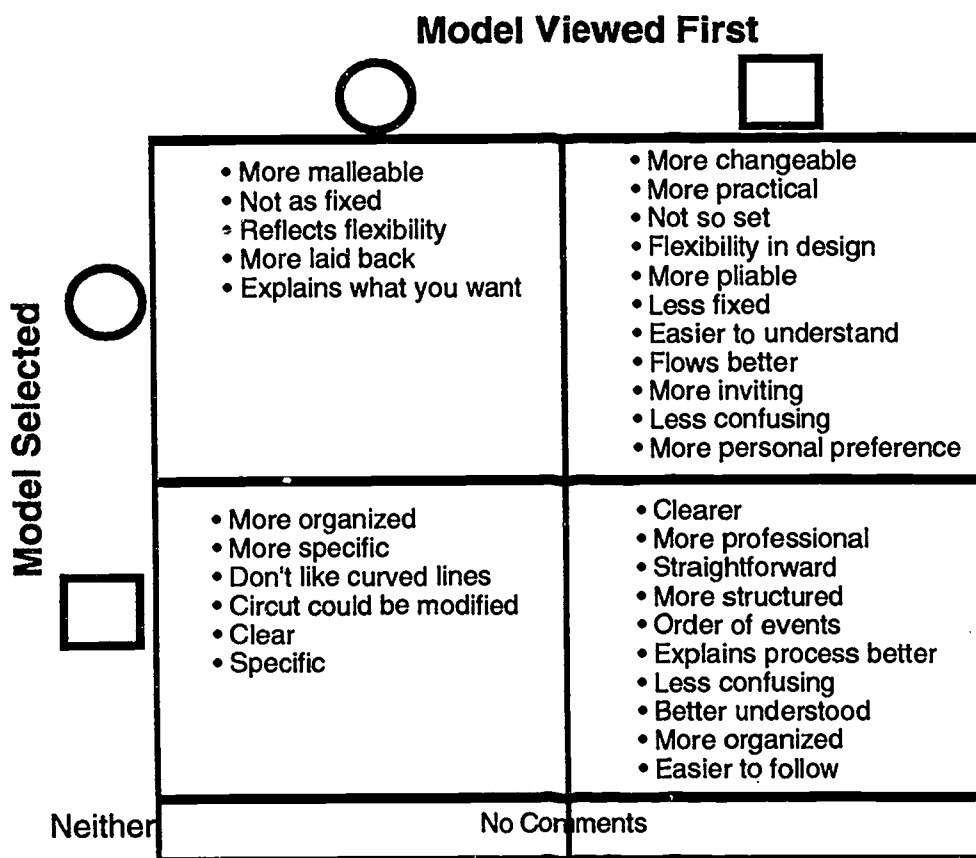 Model Viewed First
Model Selected
• More malleable
• Not as fixed
• Reflects flexibility
• More laid back
• Explains what you want
• More changeable
• More practical
• Not so set
• Flexibility in design
• More pliable
• Less fixed
• Easier to understand
• Flows better
• More inviting
• Less confusing
• More personal preference
• More organized
• More specific
• Don't like curved lines
• Circut could be modified
• Clear
• Specific
• Clearer
• More professional
• Straightforward
• More structured
• Order of events
• Explains process better
• Less confusing
• Better understood
• More organized
• Easier to follow
Neither
No Comments